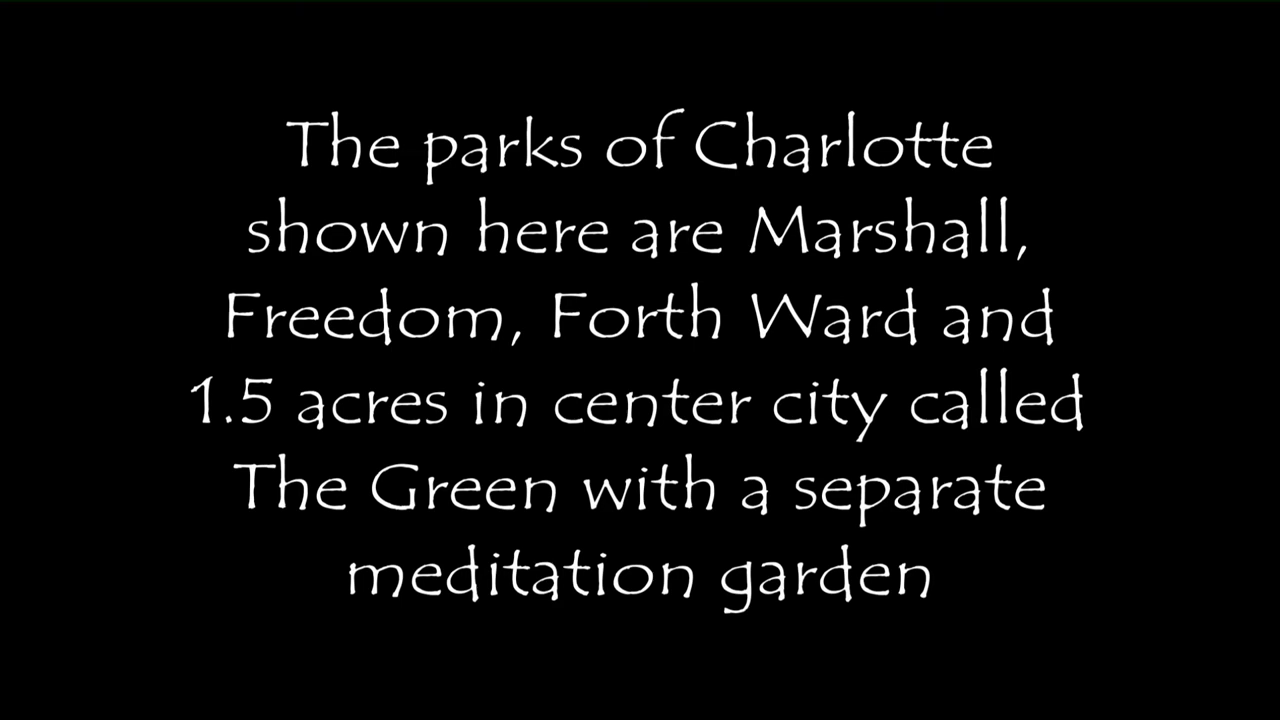 The parks of Charlotte
shown here are Marshall,
Freedom, Forth Ward and
1.5 acres in center city called
The Green with a separate
meditation garden